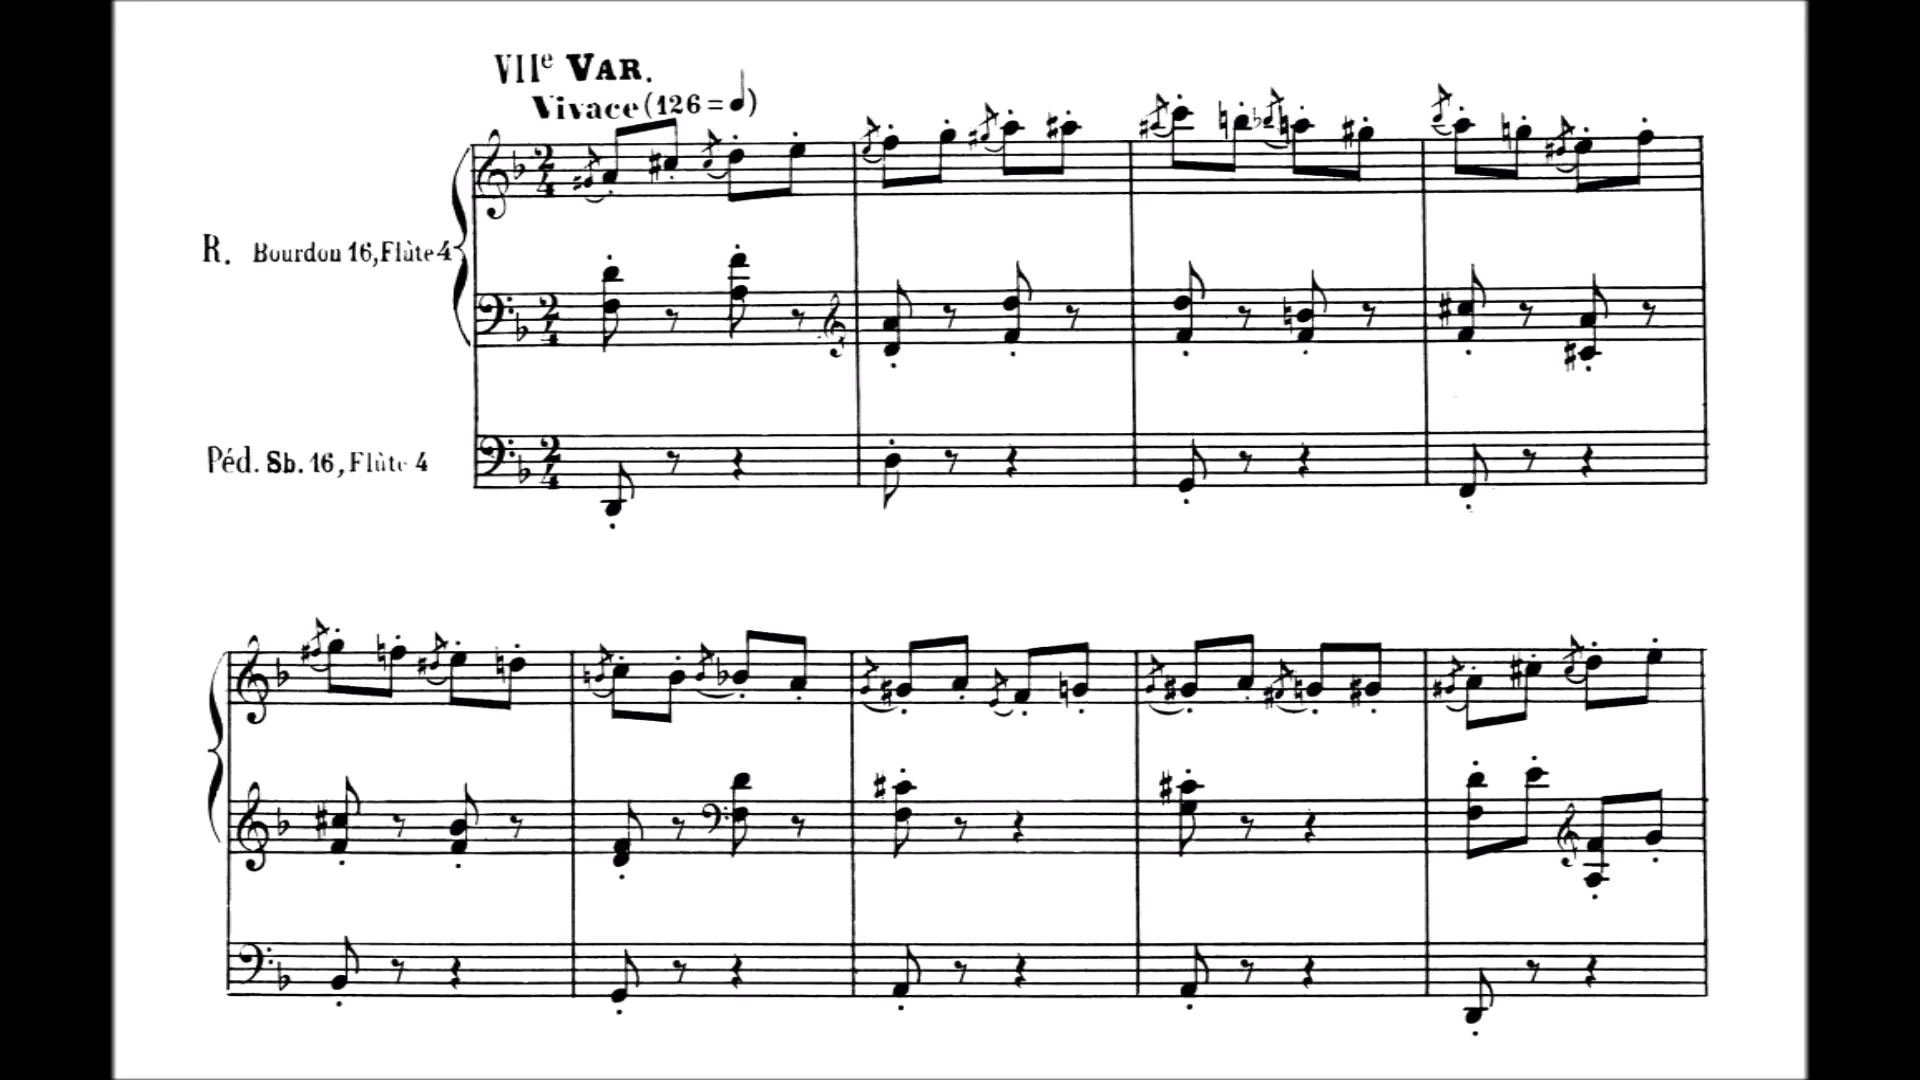 VIIe VAR.
Vivace (126 = ♩)
R. Bourdon 16, Flûte 4
Péd. Sb. 16, Flûte 4